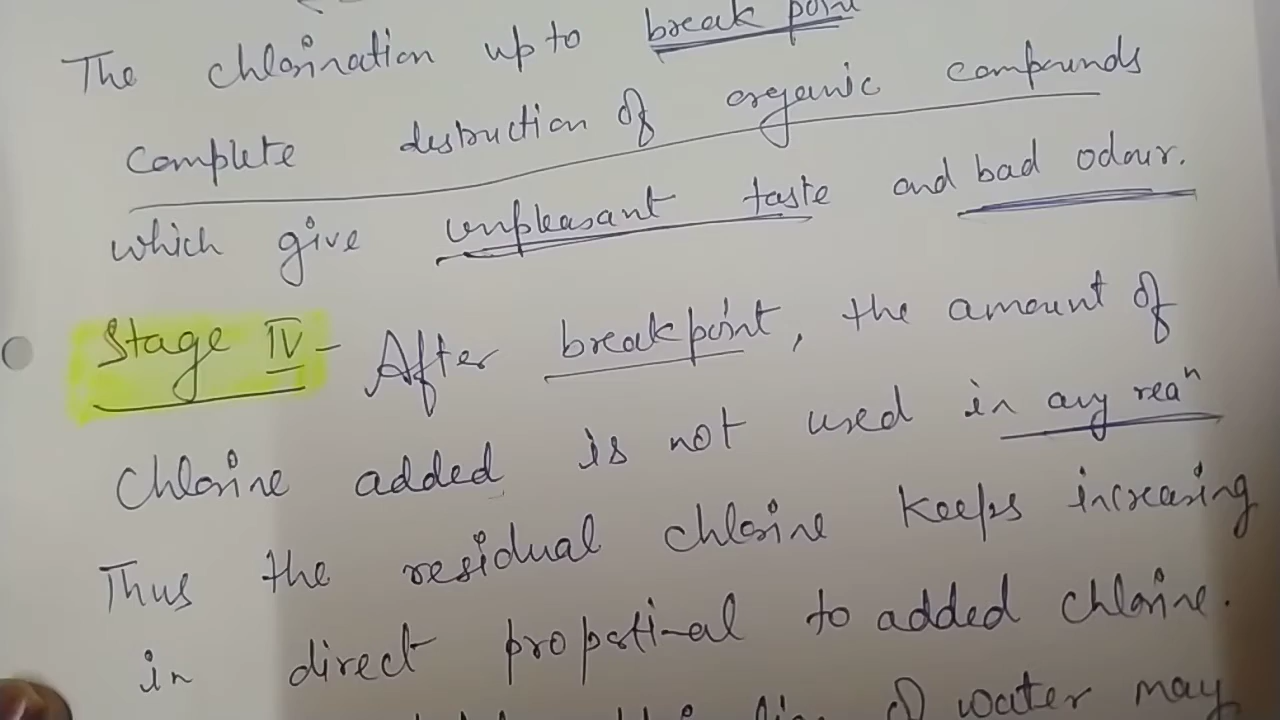 The chlorination up to break point
complete destruction of organic compounds
which give unpleasant taste and bad odour.
Stage IV - After breakpoint, the amount of
Chlorine added is not used in any reaⁿ
Thus the residual chlorine keeps increasing
in direct propotinal to added chlorine.
of water may